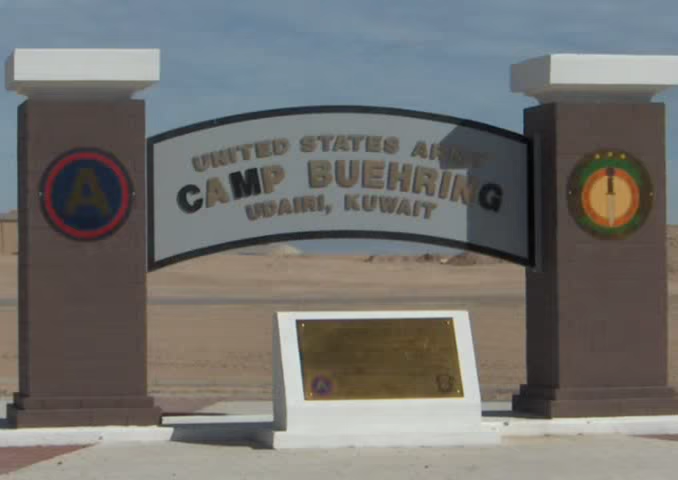 UNITED STATES ARMY
CAMP BUEHRING
UDAIRI, KUWAIT
A
A